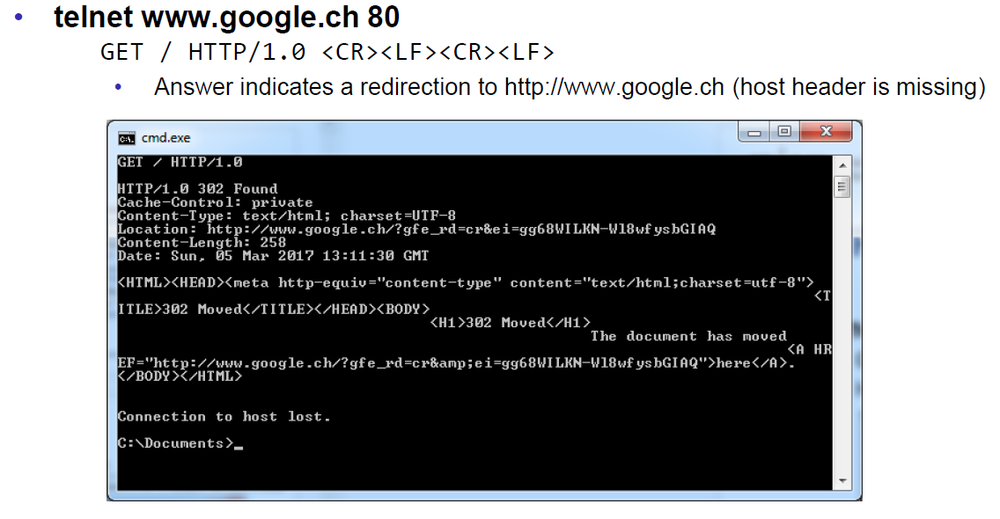 • telnet www.google.ch 80
GET / HTTP/1.0 <CR><LF><CR><LF>
• Answer indicates a redirection to http://www.google.ch (host header is missing)
cmd.exe
GET / HTTP/1.0
HTTP/1.0 302 Found
Cache-Control: private
Content-Type: text/html; charset=UTF-8
Location: http://www.google.ch/?gfe_rd=cr&ei=gg68WILKN-Wl8wfysbGIAQ
Content-Length: 258
Date: Sun, 05 Mar 2017 13:11:30 GMT
<HTML><HEAD><meta http-equiv="content-type" content="text/html;charset=utf-8">
<T
ITLE>302 Moved</TITLE></HEAD><BODY>
<H1>302 Moved</H1>
The document has moved
<A HR
EF="http://www.google.ch/?gfe_rd=cr&amp;ei=gg68WILKN-Wl8wfysbGIAQ">here</A>.
</BODY></HTML>
Connection to host lost.
C:\Documents>_